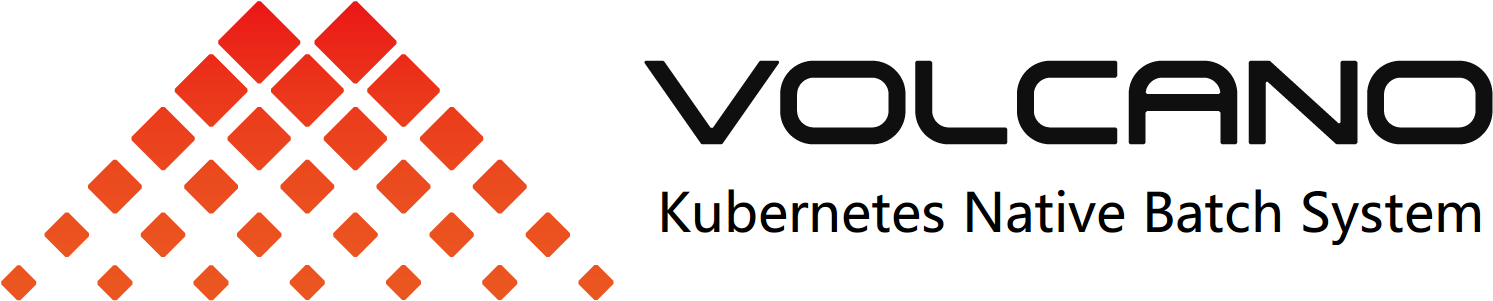 VOLCANO
Kubernetes Native Batch System